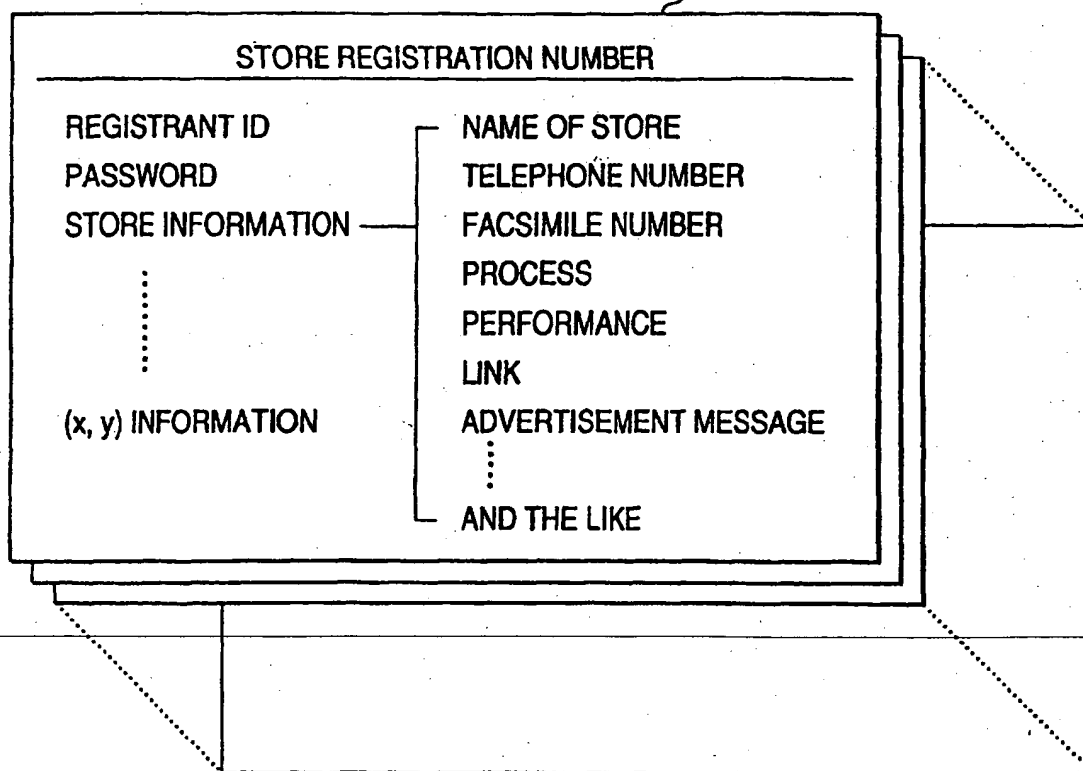 STORE REGISTRATION NUMBER
REGISTRANT ID
PASSWORD
STORE INFORMATION
(x, y) INFORMATION
NAME OF STORE
TELEPHONE NUMBER
FACSIMILE NUMBER
PROCESS
PERFORMANCE
LINK
ADVERTISEMENT MESSAGE
AND THE LIKE